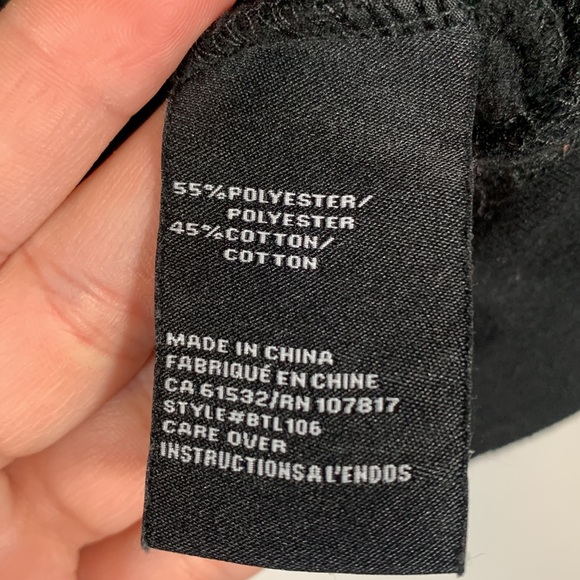 55%POLYESTER/
POLYESTER
45%COTTON/
COTTON
MADE IN CHINA
FABRIQUÉ EN CHINE
CA 61532/RN 107817
STYLE#BTL106
CARE OVER
INSTRUCTIONS A L'ENDOS